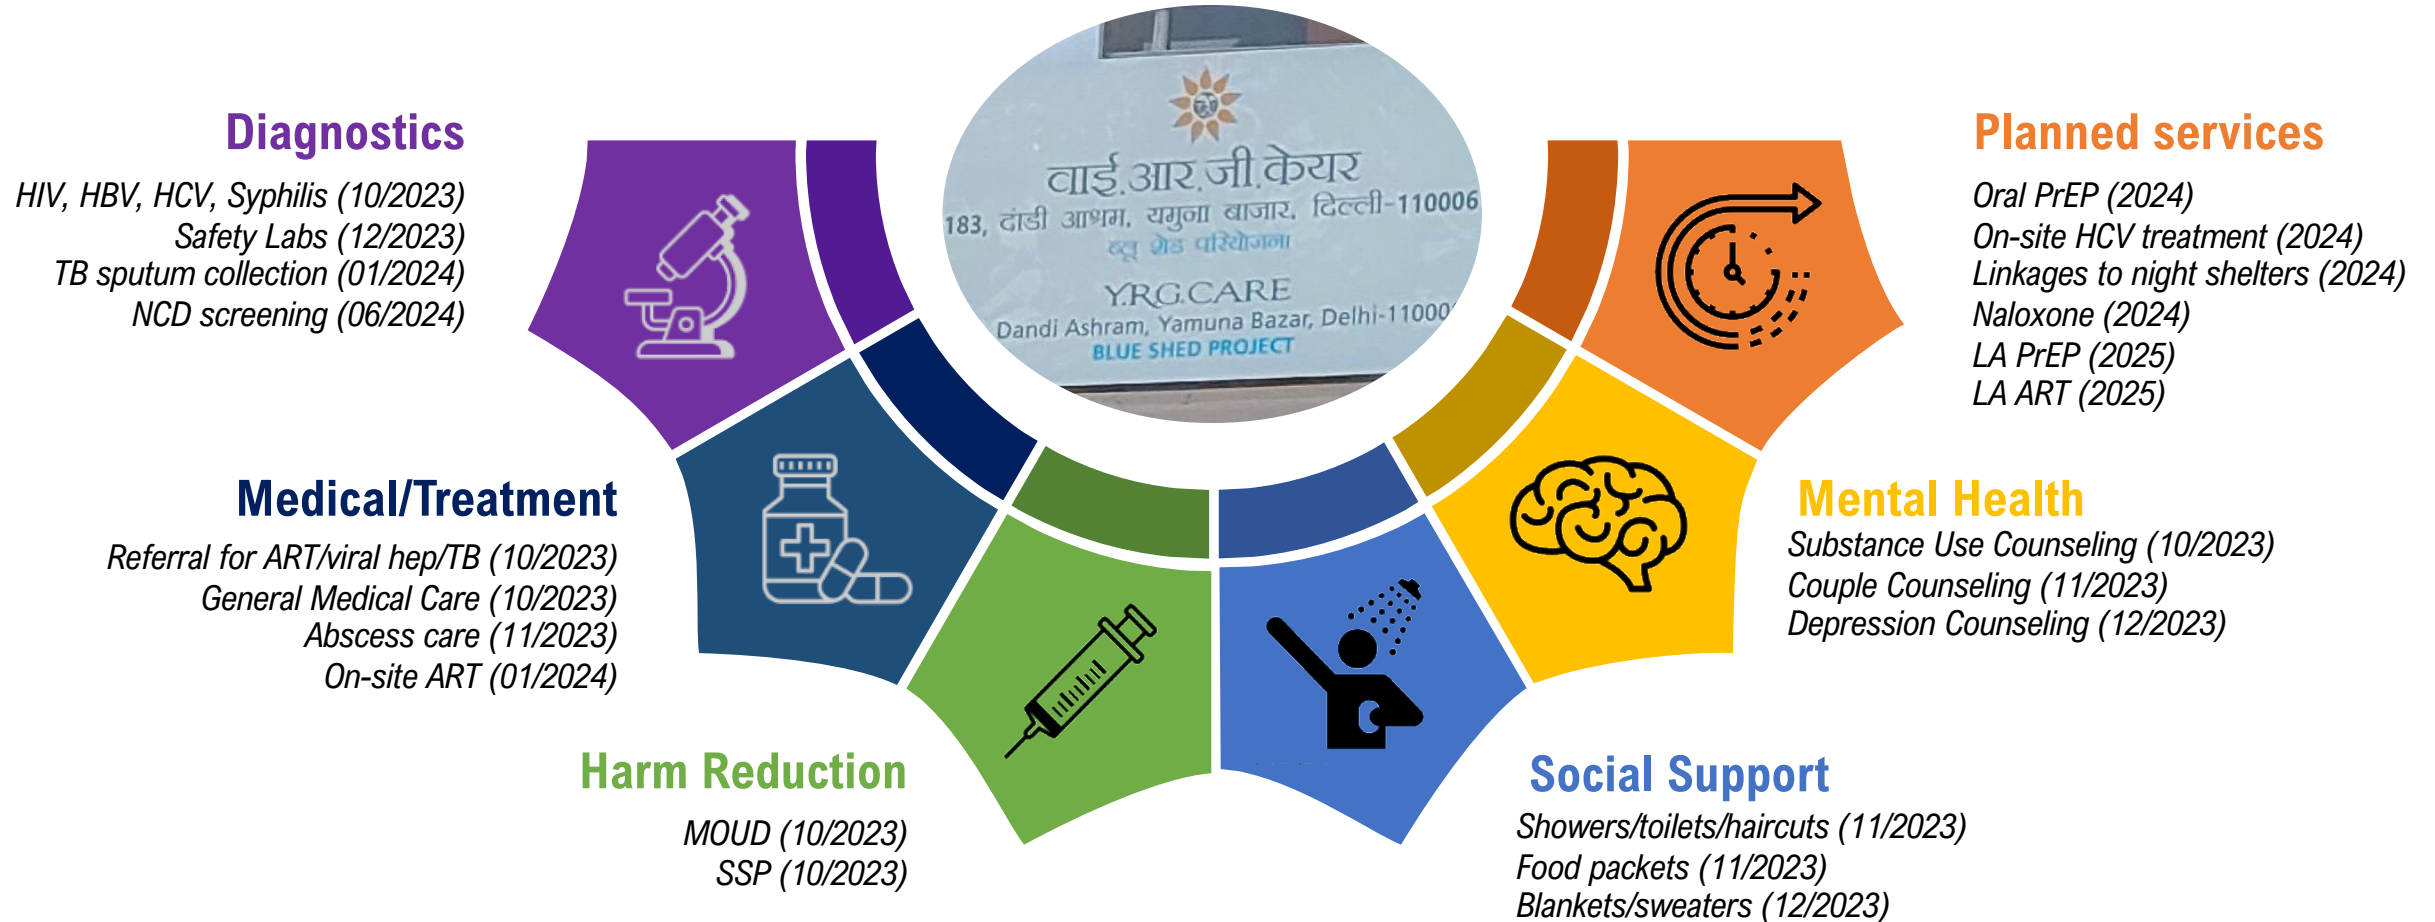 वाई.आर.जी.केयर
183, दांडी आश्रम, यमुना बाजार, दिल्ली-110006
ब्लू शेड परियोजना
Y.R.G.CARE
Dandi Ashram, Yamuna Bazar, Delhi-11000
BLUE SHED PROJECT
Diagnostics
HIV, HBV, HCV, Syphilis (10/2023)
Safety Labs (12/2023)
TB sputum collection (01/2024)
NCD screening (06/2024)
Medical/Treatment
Referral for ART/viral hep/TB (10/2023)
General Medical Care (10/2023)
Abscess care (11/2023)
On-site ART (01/2024)
Harm Reduction
MOUD (10/2023)
SSP (10/2023)
Social Support
Showers/toilets/haircuts (11/2023)
Food packets (11/2023)
Blankets/sweaters (12/2023)
Mental Health
Substance Use Counseling (10/2023)
Couple Counseling (11/2023)
Depression Counseling (12/2023)
Planned services
Oral PrEP (2024)
On-site HCV treatment (2024)
Linkages to night shelters (2024)
Naloxone (2024)
LA PrEP (2025)
LA ART (2025)